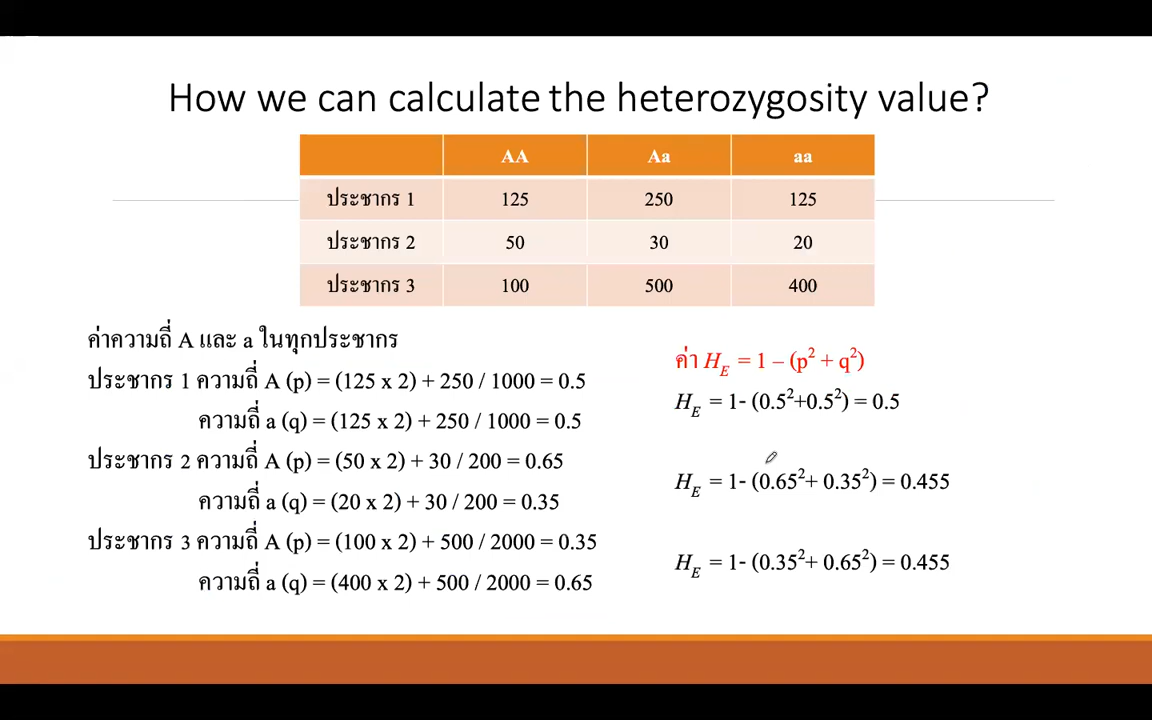 How we can calculate the heterozygosity value?
AA Aa aa
ประชากร 1 125 250 125
ประชากร 2 50 30 20
ประชากร 3 100 500 400
ค่าความถี่ A และ a ในทุกประชากร
ประชากร 1 ความถี่ A (p) = (125 x 2) + 250 / 1000 = 0.5
ความถี่ a (q) = (125 x 2) + 250 / 1000 = 0.5
ประชากร 2 ความถี่ A (p) = (50 x 2) + 30 / 200 = 0.65
ความถี่ a (q) = (20 x 2) + 30 / 200 = 0.35
ประชากร 3 ความถี่ A (p) = (100 x 2) + 500 / 2000 = 0.35
ความถี่ a (q) = (400 x 2) + 500 / 2000 = 0.65
ค่า H_E = 1 – (p² + q²)
H_E = 1- (0.5²+0.5²) = 0.5
H_E = 1- (0.65²+ 0.35²) = 0.455
H_E = 1- (0.35²+ 0.65²) = 0.455